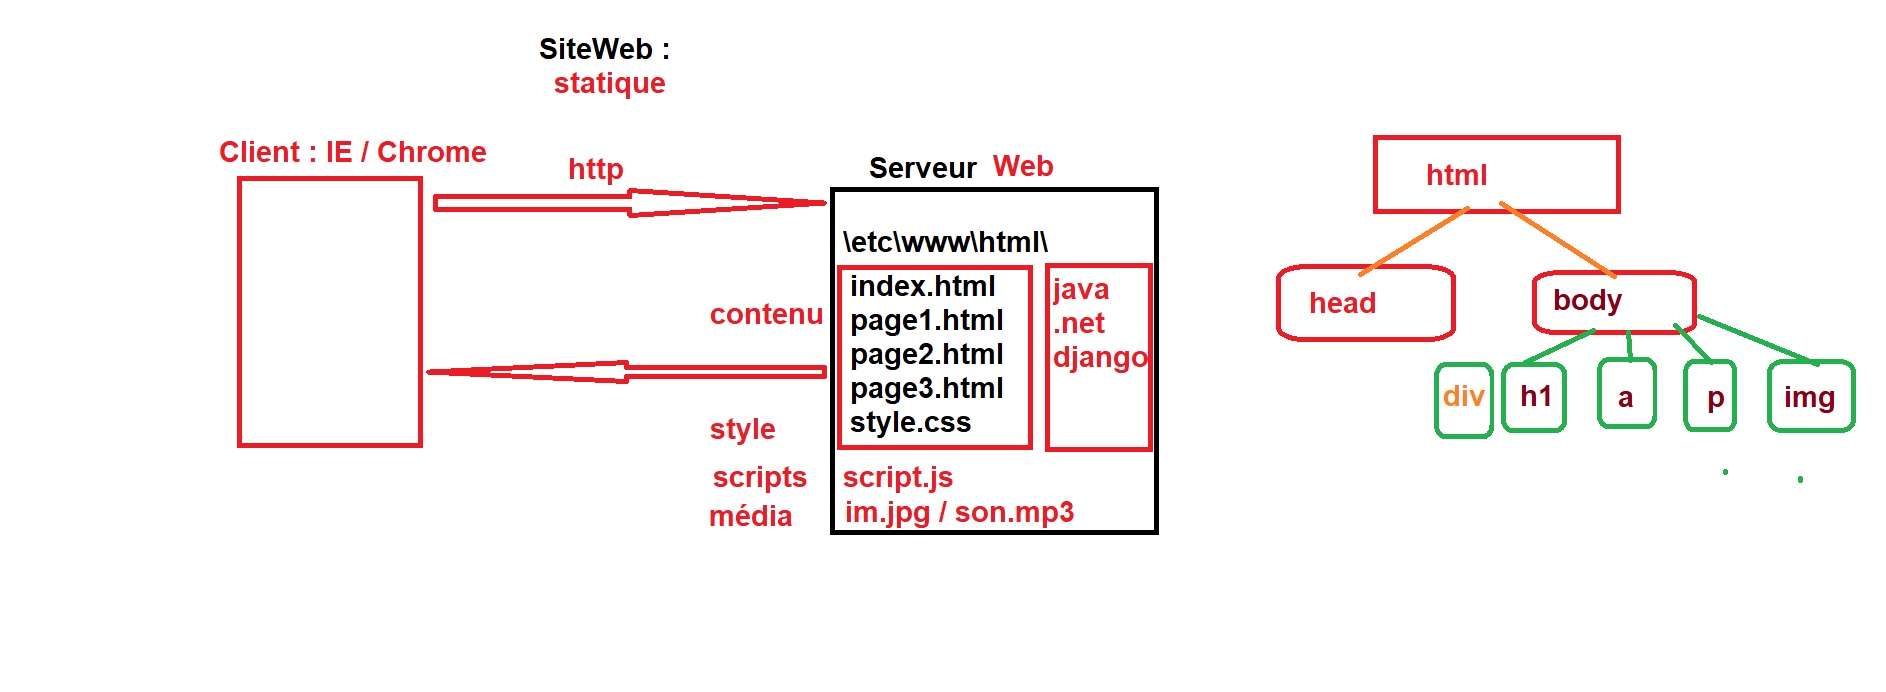 SiteWeb :
statique
Client : IE / Chrome
http
Serveur Web
\etc\www\html\
index.html
page1.html
page2.html
page3.html
style.css
java
.net
django
contenu
style
scripts
média
script.js
im.jpg / son.mp3
html
head
body
div
h1
a
p
img